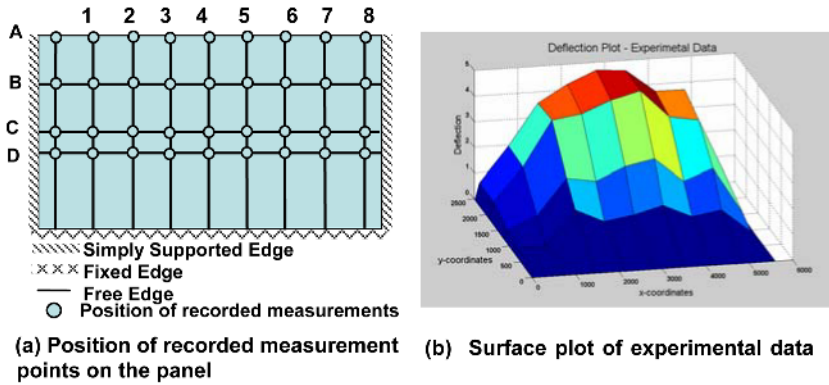 1 2 3 4 5 6 7 8
A
B
C
D
Simply Supported Edge
Fixed Edge
Free Edge
Position of recorded measurements
(a) Position of recorded measurement
points on the panel
Deflection Plot - Experimetal Data
5
4
3
2
1
0
Deflection
2500
2000
1500
1000
500
0
y-coordinates
0 1000 2000 3000 4000 5000 6000
x-coordinates
(b) Surface plot of experimental data